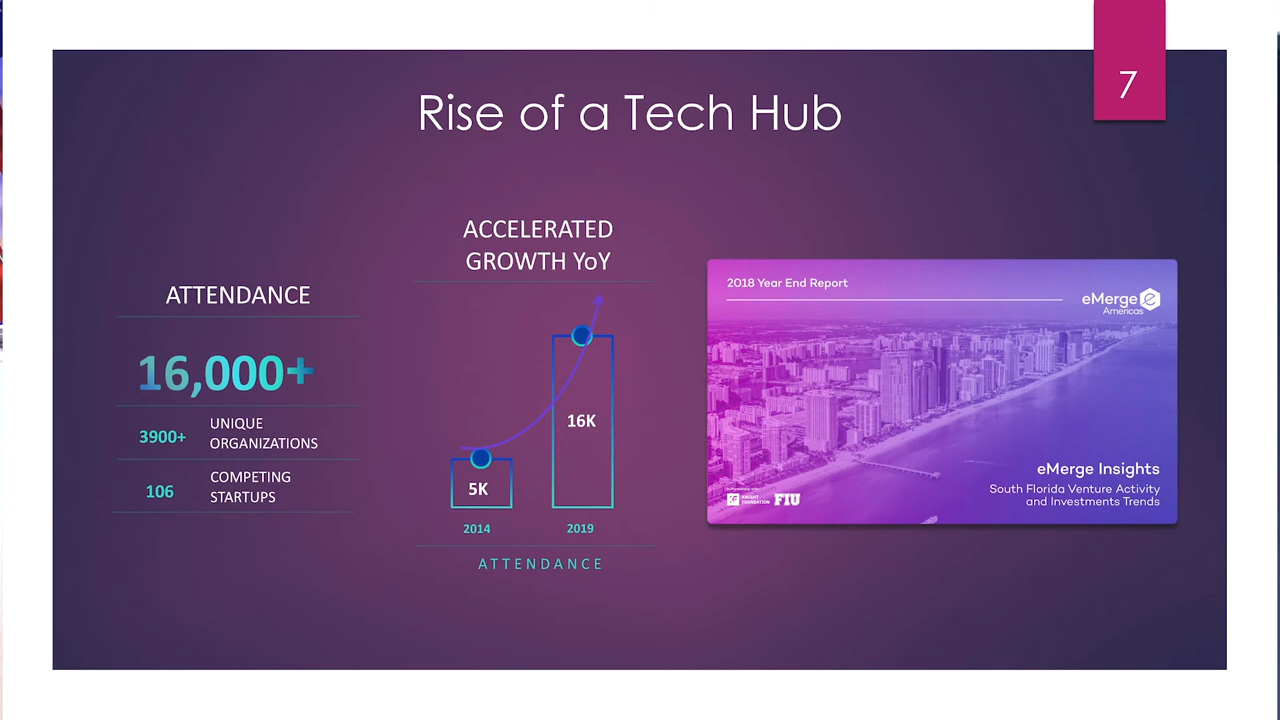 7
Rise of a Tech Hub
ATTENDANCE
16,000+
3900+
UNIQUE
ORGANIZATIONS
106
COMPETING
STARTUPS
ACCELERATED
GROWTH YoY
5K
16K
2014
2019
ATTENDANCE
2018 Year End Report
eMerge
Americas
eMerge Insights
South Florida Venture Activity
and Investments Trends
KNIGHT
FOUNDATION
FIU